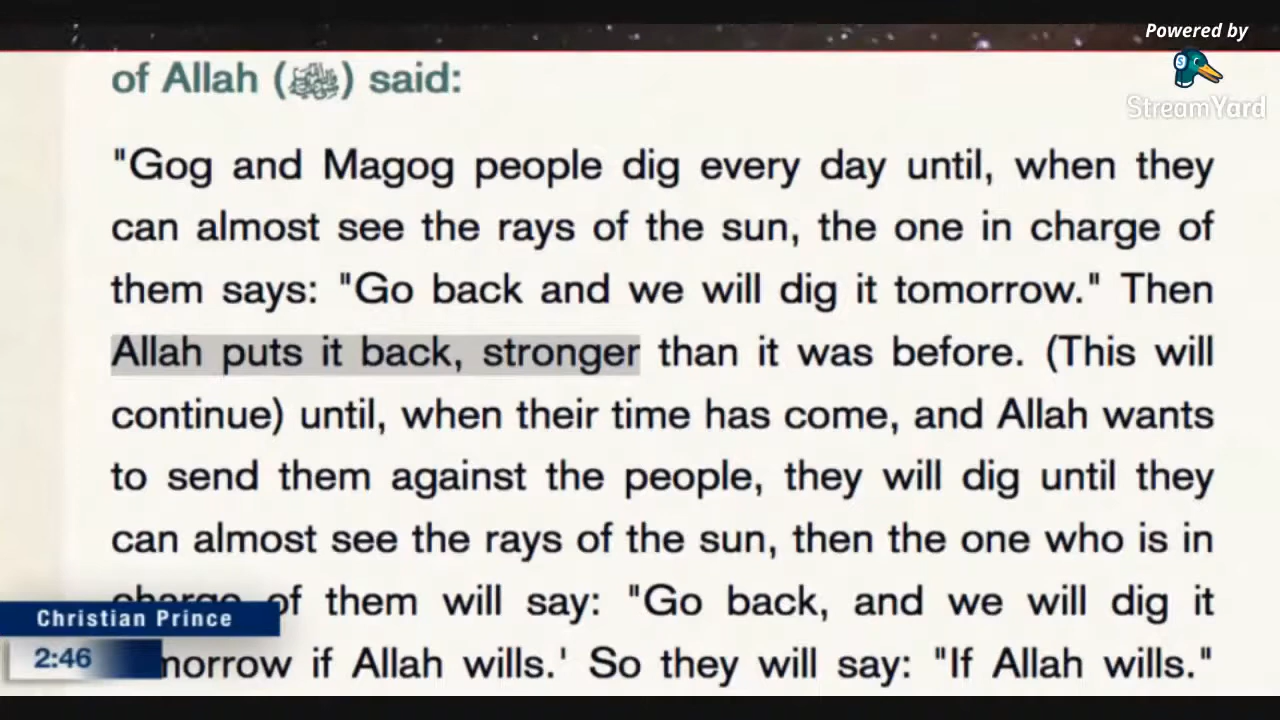 Powered by
StreamYard
of Allah (ﷺ) said:
"Gog and Magog people dig every day until, when they
can almost see the rays of the sun, the one in charge of
them says: "Go back and we will dig it tomorrow." Then
Allah puts it back, stronger than it was before. (This will
continue) until, when their time has come, and Allah wants
to send them against the people, they will dig until they
can almost see the rays of the sun, then the one who is in
charge of them will say: "Go back, and we will dig it
morrow if Allah wills.' So they will say: "If Allah wills."
Christian Prince
2:46